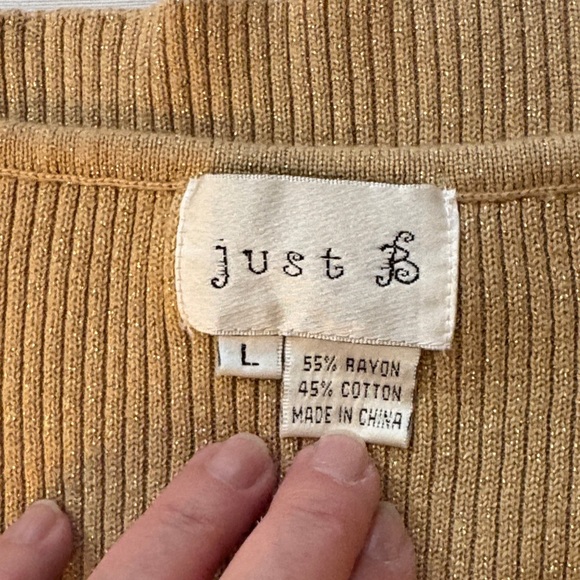 just B
L
55% RAYON
45% COTTON
MADE IN CHINA